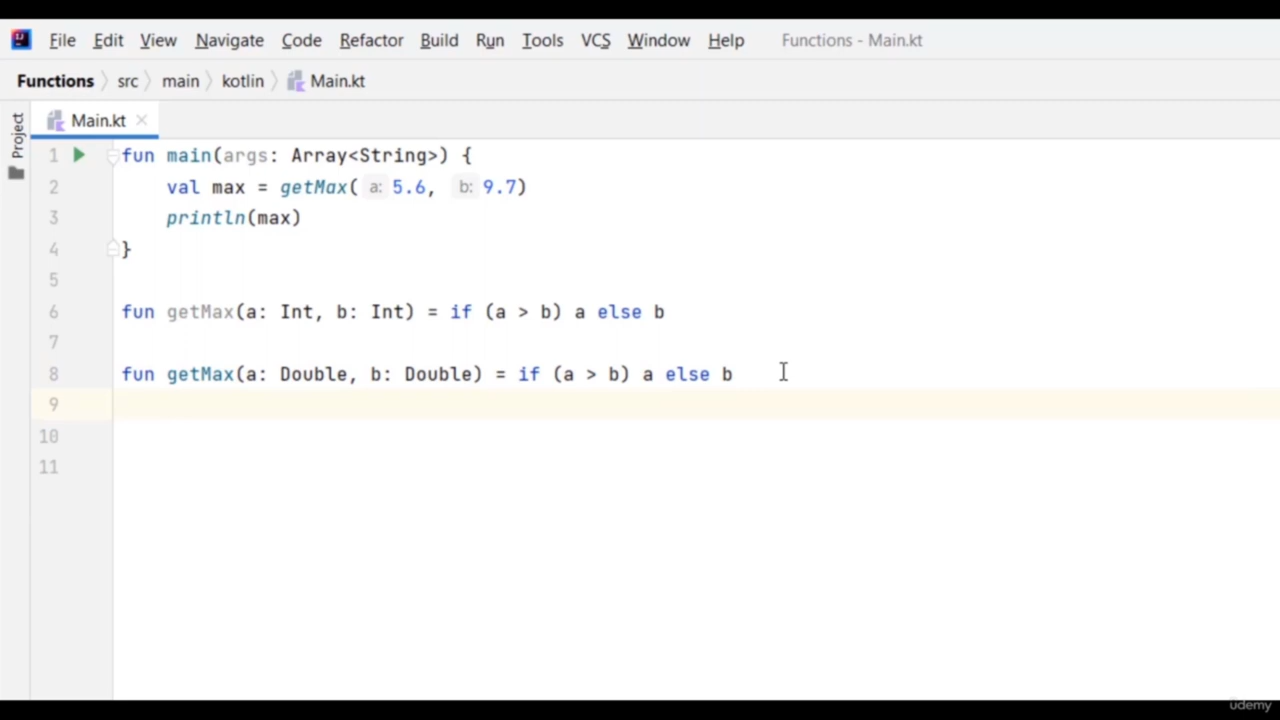 File Edit View Navigate Code Refactor Build Run Tools VCS Window Help Functions - Main.kt
Functions src main kotlin Main.kt
Project
Main.kt
1 fun main(args: Array<String>) {
2 val max = getMax( a: 5.6, b: 9.7)
3 println(max)
4 }
5
6 fun getMax(a: Int, b: Int) = if (a > b) a else b
7
8 fun getMax(a: Double, b: Double) = if (a > b) a else b
9
10
11
udemy